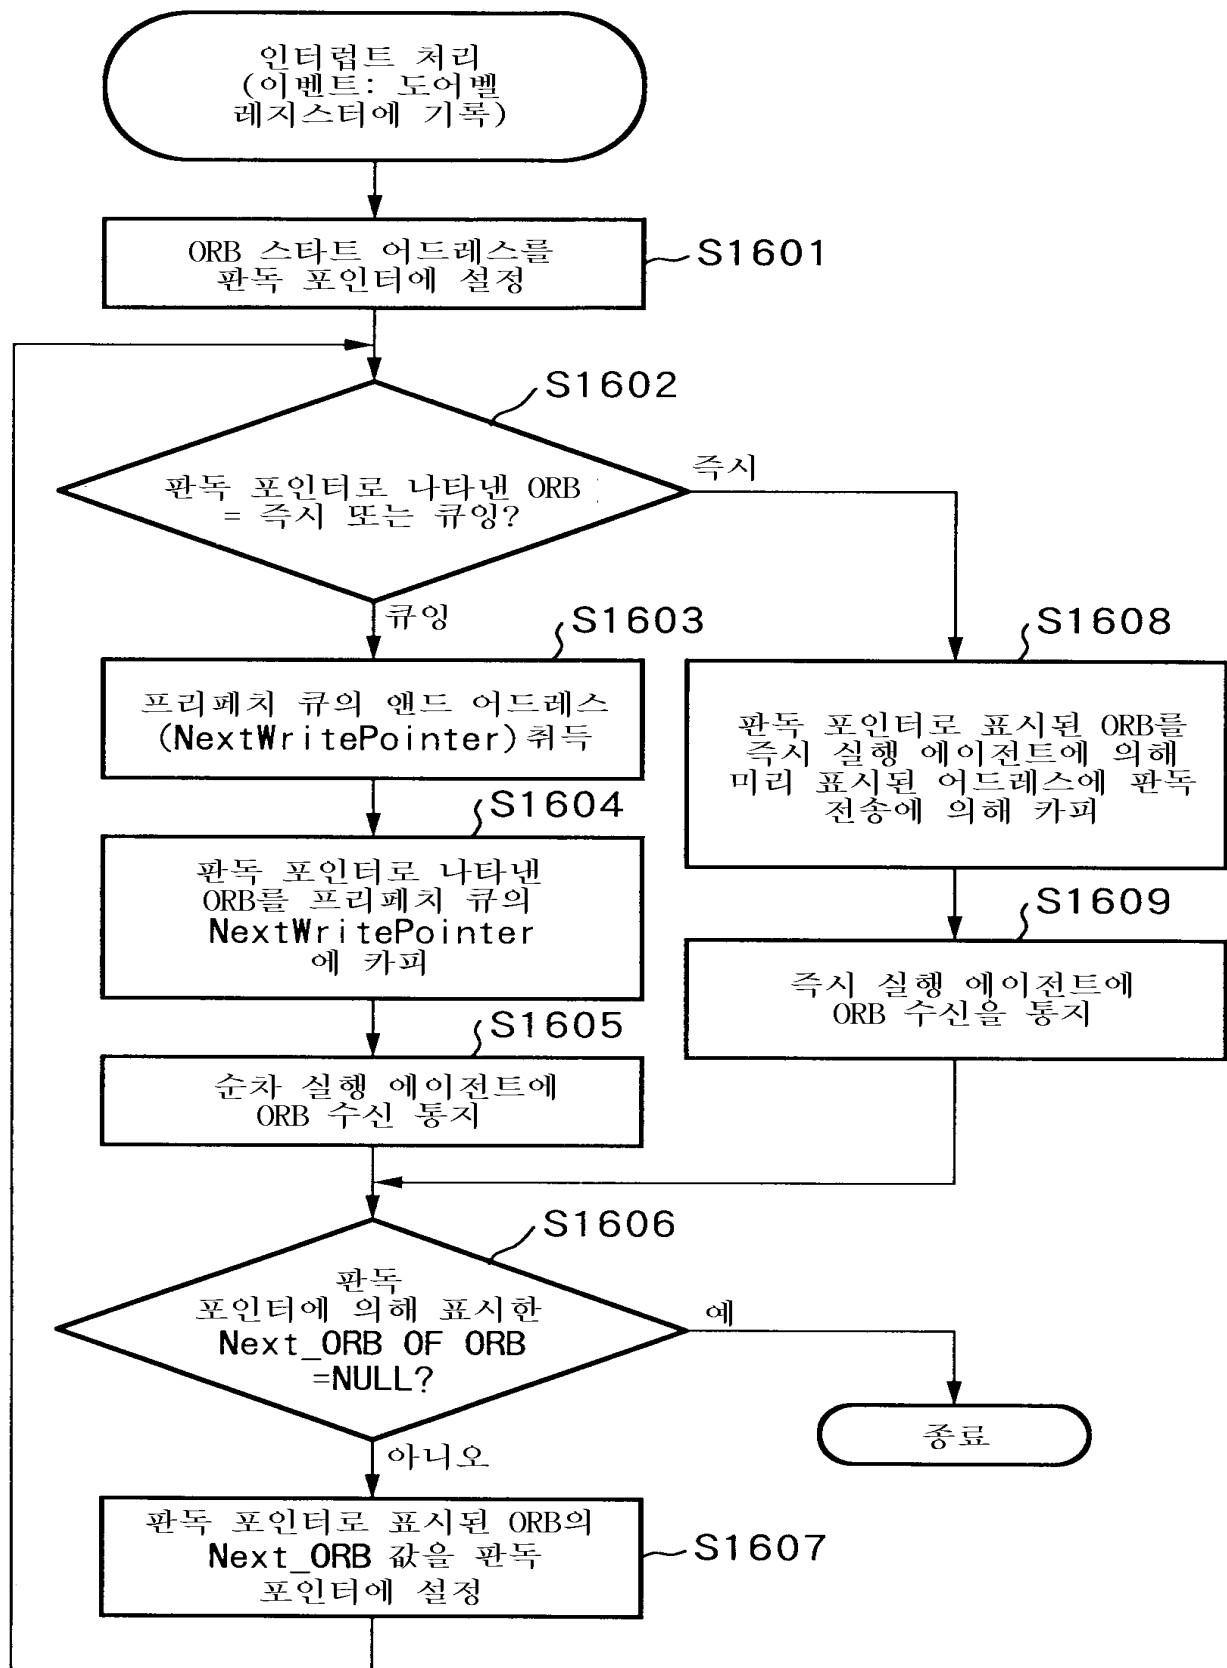 인터럽트 처리
(이벤트: 도어벨
레지스터에 기록)
ORB 스타트 어드레스를
판독 포인터에 설정
S1601
S1602
판독 포인터로 나타낸 ORB
= 즉시 또는 큐잉?
즉시
큐잉
S1603
프리페치 큐의 앤드 어드레스
(NextWritePointer)취득
S1604
판독 포인터로 나타낸
ORB를 프리페치 큐의
NextWritePointer
에 카피
S1605
순차 실행 에이전트에
ORB 수신 통지
S1608
판독 포인터로 표시된 ORB를
즉시 실행 에이전트에 의해
미리 표시된 어드레스에 판독
전송에 의해 카피
S1609
즉시 실행 에이전트에
ORB 수신을 통지
S1606
판독
포인터에 의해 표시한
Next_ORB OF ORB
=NULL?
예
종료
아니오
판독 포인터로 표시된 ORB의
Next_ORB 값을 판독
포인터에 설정
S1607